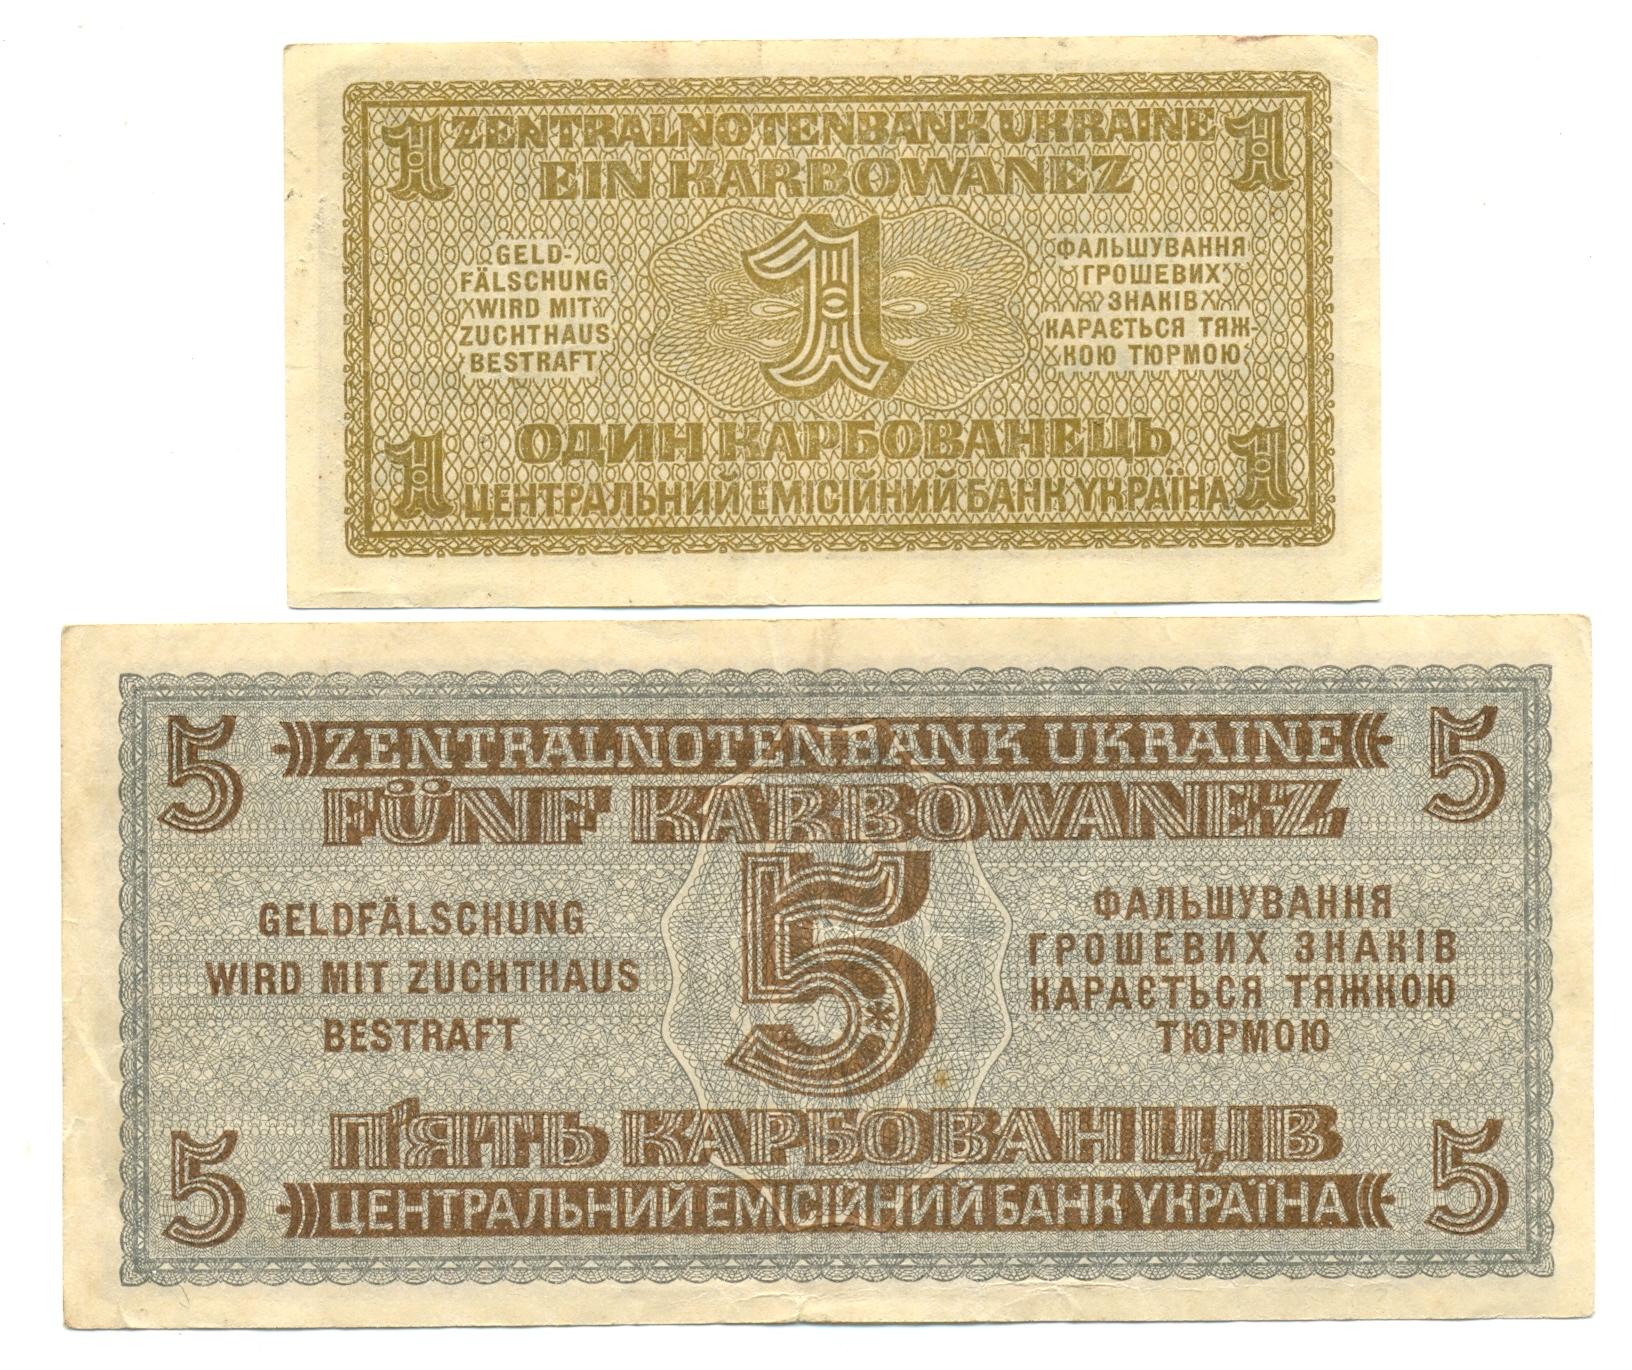 1 ZENTRALNOTENBANK UKRAINE 1
EIN KARBOWANEZ
GELD-
FÄLSCHUNG
WIRD MIT
ZUCHTHAUS
BESTRAFT
1
ФАЛЬШУВАННЯ
ГРОШЕВИХ
ЗНАКІВ
КАРАЄТЬСЯ ТЯЖ-
КОЮ ТЮРМОЮ
ОДИН КАРБОВАНЕЦЬ
1 ЦЕНТРАЛЬНИЙ ЕМІСІЙНИЙ БАНК УКРАЇНА 1
5 ZENTRALNOTENBANK UKRAINE 5
FÜNF KARBOWANEZ
GELDFÄLSCHUNG
WIRD MIT ZUCHTHAUS
BESTRAFT
5
*
ФАЛЬШУВАННЯ
ГРОШЕВИХ ЗНАКІВ
КАРАЄТЬСЯ ТЯЖКОЮ
ТЮРМОЮ
П'ЯТЬ КАРБОВАНЦІВ
5 ЦЕНТРАЛЬНИЙ ЕМІСІЙНИЙ БАНК УКРАЇНА 5